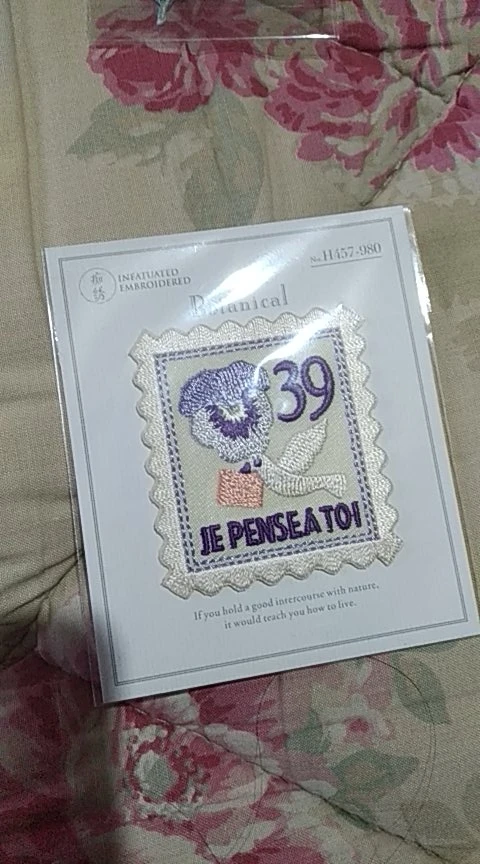 INFATUATED
EMBROIDERED
No.H457-980
Botanical
39
JE PENSEA TOI
If you hold a good intercourse with nature,
it would teach you how to live.